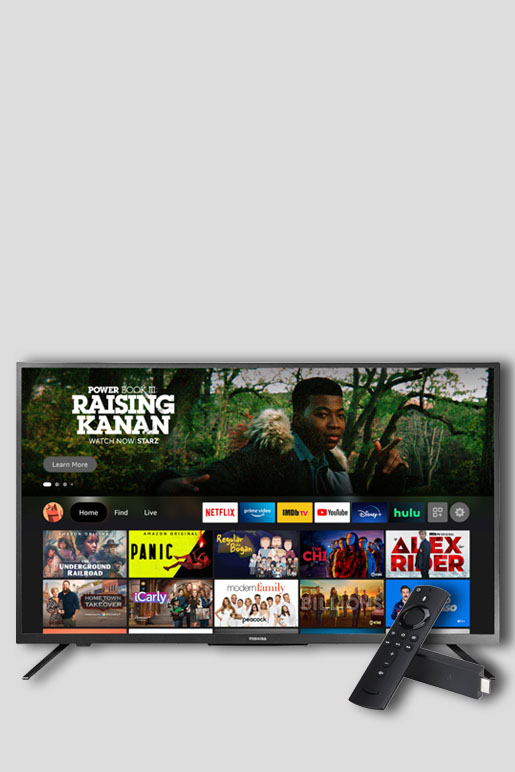 POWER BOOK III:
RAISING
KANAN
WATCH NOW STARZ
Learn More
Home Find Live NETFLIX prime video IMDb TV YouTube Disney+ hulu
AMAZON ORIGINAL
UNDERGROUND
RAILROAD
AMAZON ORIGINAL
PANIC
Regular
Old
Bogan
THE
CHI
ALEX
RIDER
HOME TOWN
TAKEOVER
iCarly
modern family
peacock
BILLIONS
TOSHIBA